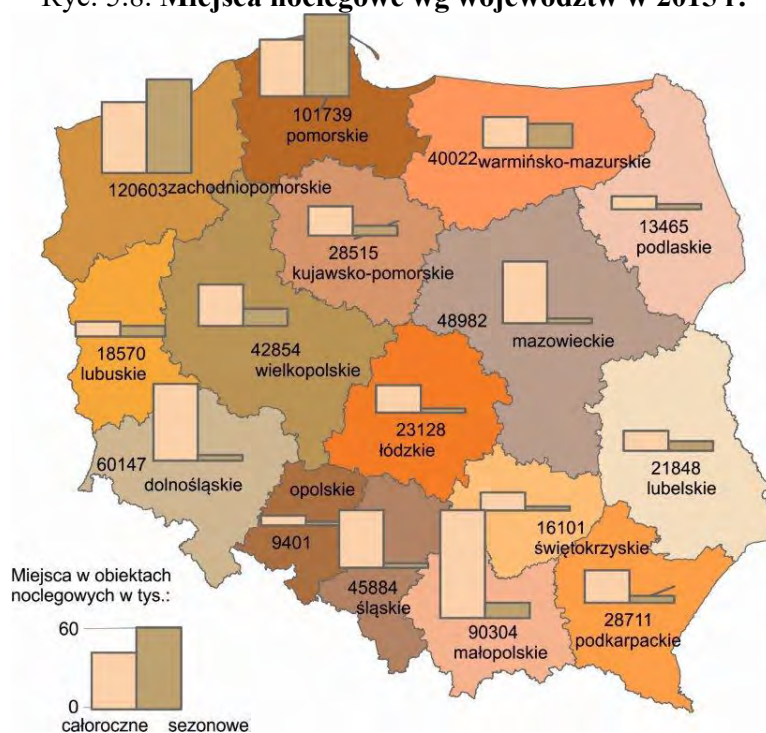 Ryc. 5.8. Miejsca noclegowe wg województw w 2013 r.
101739
pomorskie
120603 zachodniopomorskie
40022 warmińsko-mazurskie
13465
podlaskie
28515
kujawsko-pomorskie
48982
mazowieckie
18570
lubuskie
42854
wielkopolskie
23128
łódzkie
60147
dolnośląskie
21848
lubelskie
opolskie
9401
16101
świętokrzyskie
45884
śląskie
90304
małopolskie
28711
podkarpackie
Miejsca w obiektach
noclegowych w tys.:
60
0
całoroczne sezonowe